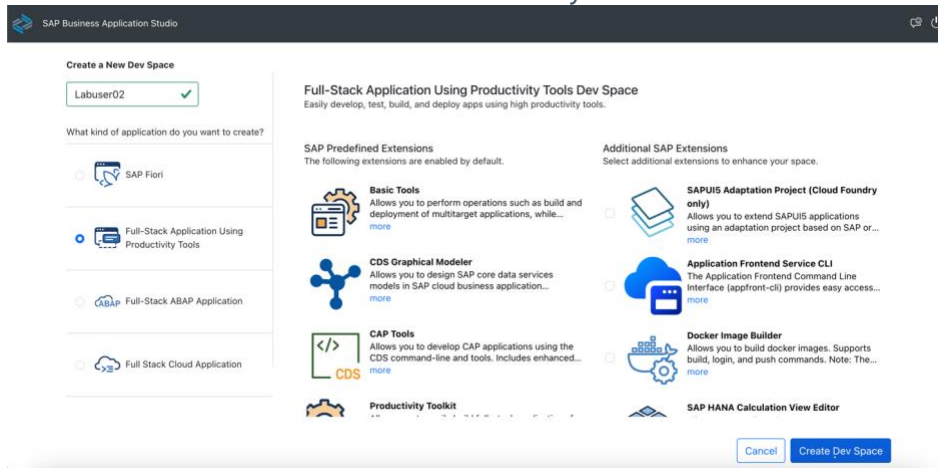 SAP Business Application Studio
Create a New Dev Space
Labuser02
What kind of application do you want to create?
SAP Fiori
Full-Stack Application Using
Productivity Tools
ABAP
Full-Stack ABAP Application
Full Stack Cloud Application
Full-Stack Application Using Productivity Tools Dev Space
Easily develop, test, build, and deploy apps using high productivity tools.
SAP Predefined Extensions
The following extensions are enabled by default.
Basic Tools
Allows you to perform operations such as build and
deployment of multitarget applications, while...
more
CDS Graphical Modeler
Allows you to design SAP core data services
models in SAP cloud business application...
more
</>
CDS
CAP Tools
Allows you to develop CAP applications using the
CDS command-line and tools. Includes enhanced...
more
Productivity Toolkit
Additional SAP Extensions
Select additional extensions to enhance your space.
SAPUI5 Adaptation Project (Cloud Foundry
only)
Allows you to extend SAPUI5 applications
using an adaptation project based on SAP or...
more
Application Frontend Service CLI
The Application Frontend Command Line
Interface (appfront-cli) provides easy access...
more
Docker Image Builder
Allows you to build docker images. Supports
build, login, and push commands. Note: The...
more
SAP HANA Calculation View Editor
Cancel
Create Dev Space